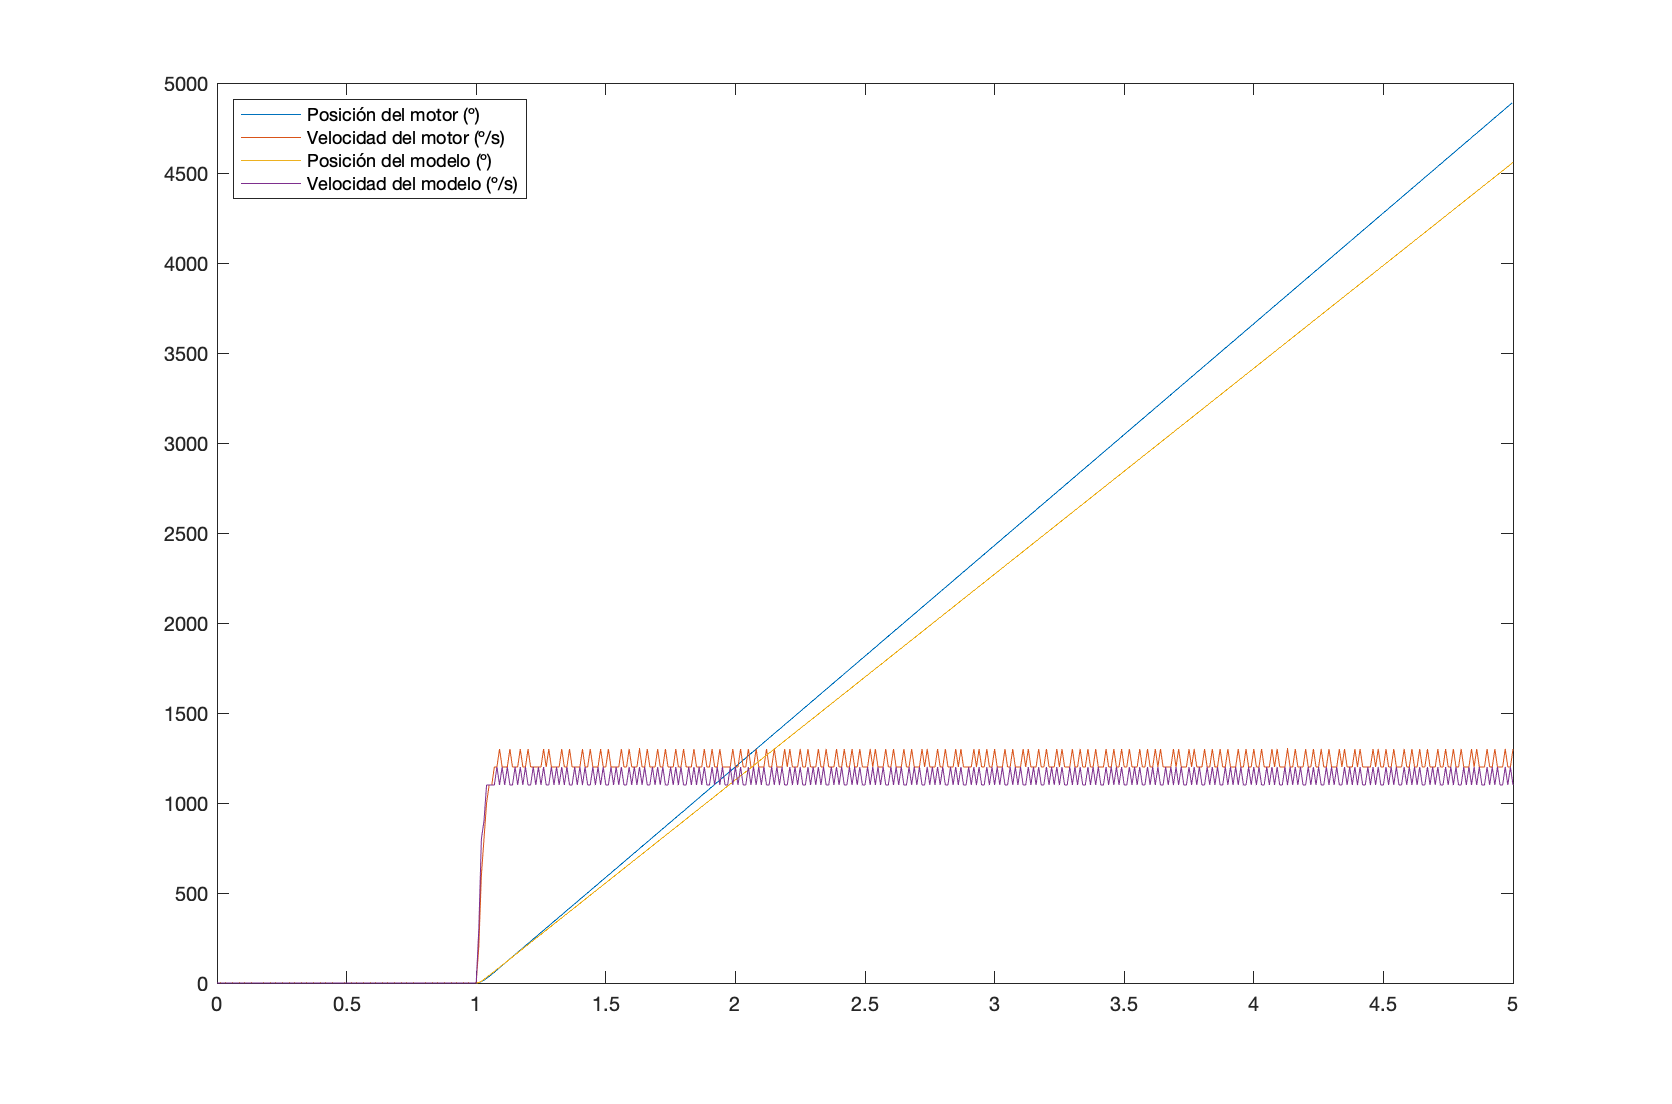 5000
4500
4000
3500
3000
2500
2000
1500
1000
500
0
Posición del motor (º)
Velocidad del motor (º/s)
Posición del modelo (º)
Velocidad del modelo (º/s)
0 0.5 1 1.5 2 2.5 3 3.5 4 4.5 5